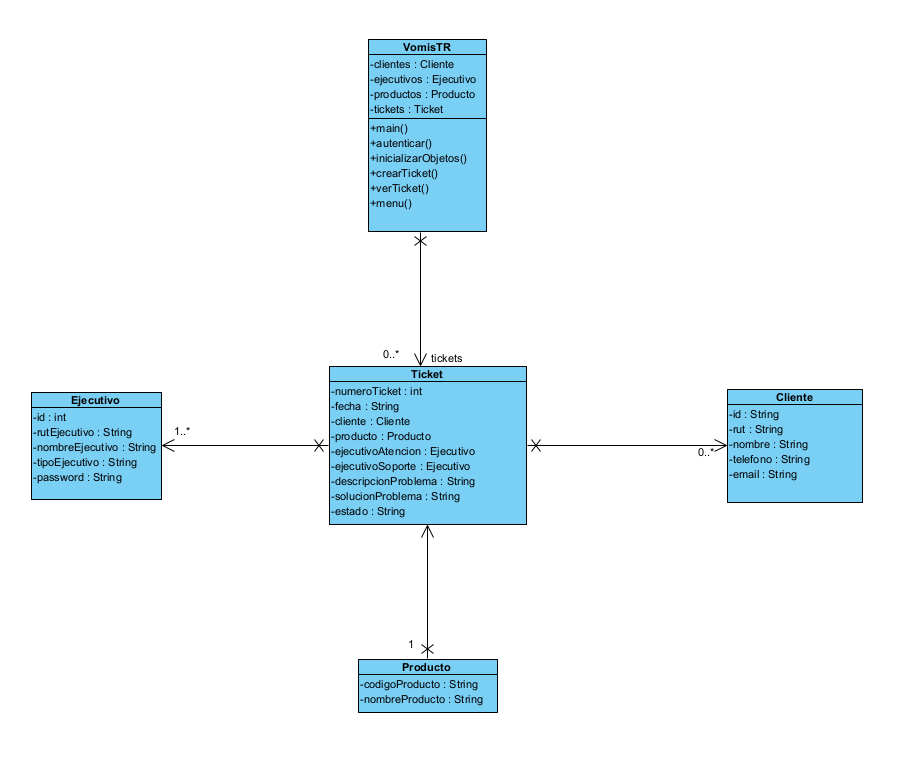 VomisTR
-clientes : Cliente
-ejecutivos : Ejecutivo
-productos : Producto
-tickets : Ticket
+main()
+autenticar()
+inicializarObjetos()
+crearTicket()
+verTicket()
+menu()
0..*
tickets
Ticket
-numeroTicket : int
-fecha : String
-cliente : Cliente
-producto : Producto
-ejecutivoAtencion : Ejecutivo
-ejecutivoSoporte : Ejecutivo
-descripcionProblema : String
-solucionProblema : String
-estado : String
Ejecutivo
-id : int
-rutEjecutivo : String
-nombreEjecutivo : String
-tipoEjecutivo : String
-password : String
1..*
Cliente
-id : String
-rut : String
-nombre : String
-telefono : String
-email : String
0..*
1
Producto
-codigoProducto : String
-nombreProducto : String